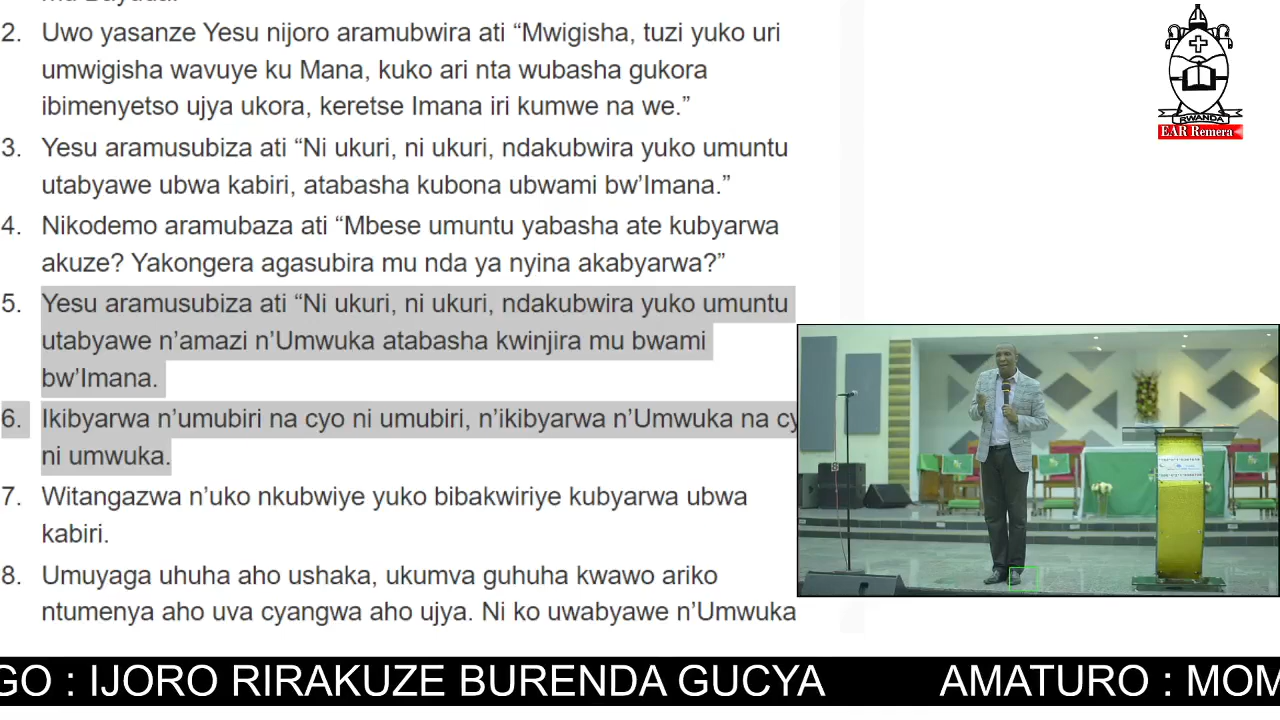 2. Uwo yasanze Yesu nijoro aramubwira ati “Mwigisha, tuzi yuko uri
umwigisha wavuye ku Mana, kuko ari nta wubasha gukora
ibimenyetso ujya ukora, keretse Imana iri kumwe na we.”
3. Yesu aramusubiza ati “Ni ukuri, ni ukuri, ndakubwira yuko umuntu
utabyawe ubwa kabiri, atabasha kubona ubwami bw’Imana.”
4. Nikodemo aramubaza ati “Mbese umuntu yabasha ate kubyarwa
akuze? Yakongera agasubira mu nda ya nyina akabyarwa?”
5. Yesu aramusubiza ati “Ni ukuri, ni ukuri, ndakubwira yuko umuntu
utabyawe n’amazi n’Umwuka atabasha kwinjira mu bwami
bw’Imana.
6. Ikibyarwa n’umubiri na cyo ni umubiri, n’ikibyarwa n’Umwuka na cy
ni umwuka.
7. Witangazwa n’uko nkubwiye yuko bibakwiriye kubyarwa ubwa
kabiri.
8. Umuyaga uhuha aho ushaka, ukumva guhuha kwawo ariko
ntumenya aho uva cyangwa aho ujya. Ni ko uwabyawe n’Umwuka
RWANDA
EAR Remera
GO : IJORO RIRAKUZE BURENDA GUCYA AMATURO : MOM